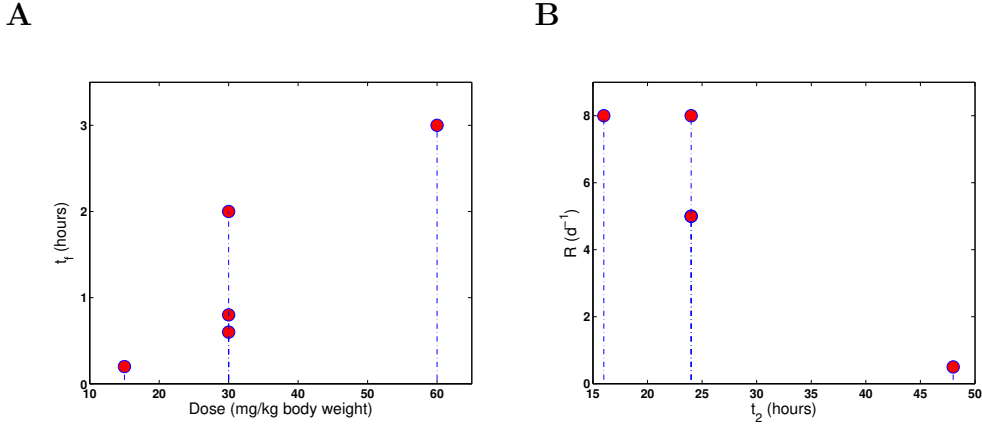 A
B
3
2
1
0
t_f (hours)
10 20 30 40 50 60
Dose (mg/kg body weight)
8
6
4
2
0
R (d⁻¹)
15 20 25 30 35 40 45 50
t_2 (hours)